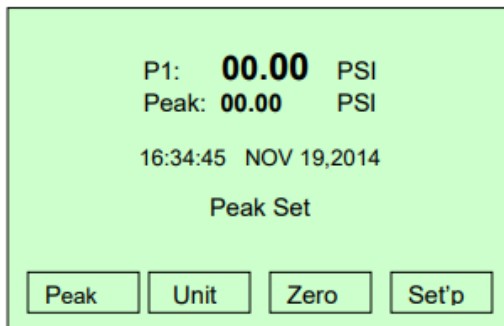 P1: 00.00 PSI
Peak: 00.00 PSI
16:34:45 NOV 19,2014
Peak Set
Peak Unit Zero Set'p